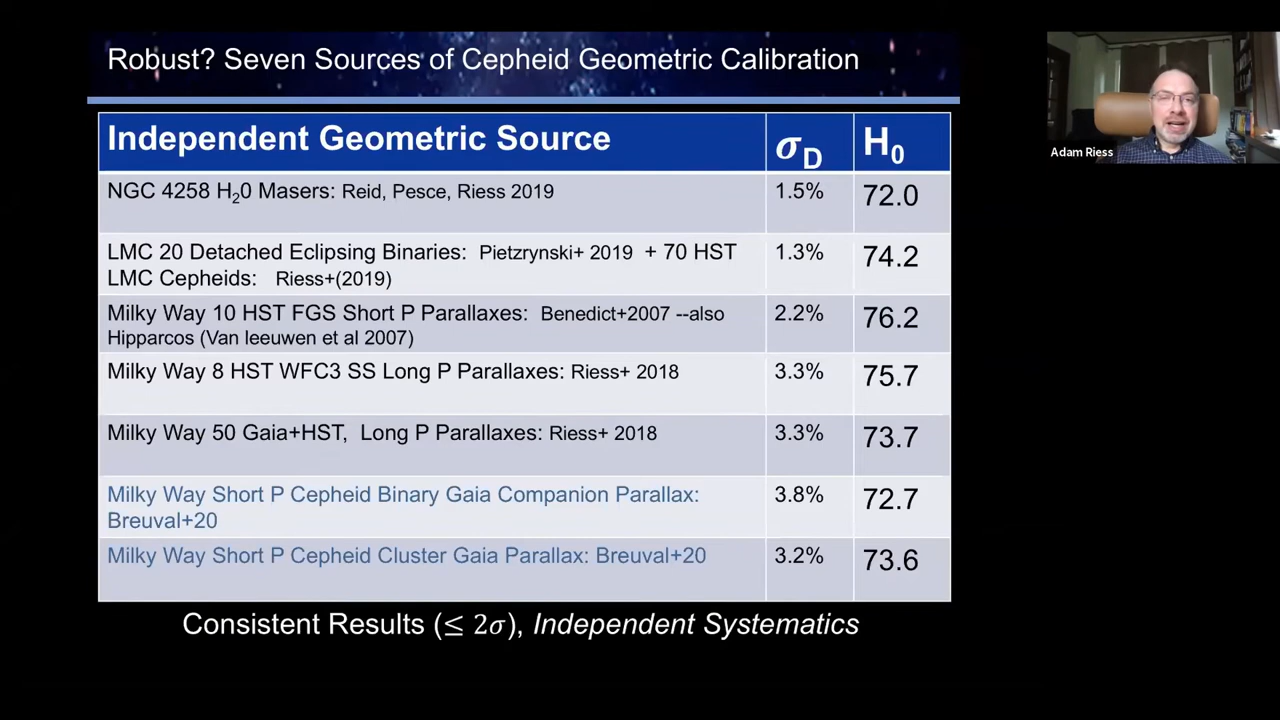 Robust? Seven Sources of Cepheid Geometric Calibration
Independent Geometric Source σD H0
NGC 4258 H20 Masers: Reid, Pesce, Riess 2019 1.5% 72.0
LMC 20 Detached Eclipsing Binaries: Pietzrynski+ 2019 + 70 HST 1.3% 74.2
LMC Cepheids: Riess+(2019)
Milky Way 10 HST FGS Short P Parallaxes: Benedict+2007 --also 2.2% 76.2
Hipparcos (Van leeuwen et al 2007)
Milky Way 8 HST WFC3 SS Long P Parallaxes: Riess+ 2018 3.3% 75.7
Milky Way 50 Gaia+HST, Long P Parallaxes: Riess+ 2018 3.3% 73.7
Milky Way Short P Cepheid Binary Gaia Companion Parallax: 3.8% 72.7
Breuval+20
Milky Way Short P Cepheid Cluster Gaia Parallax: Breuval+20 3.2% 73.6
Consistent Results (≤ 2σ), Independent Systematics
Adam Riess